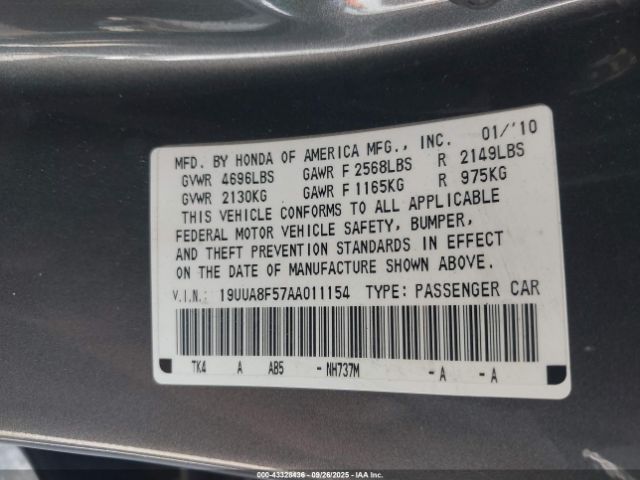 MFD. BY HONDA OF AMERICA MFG., INC. 01/'10
GVWR 4696LBS GAWR F 2568LBS R 2149LBS
GVWR 2130KG GAWR F 1165KG R 975KG
THIS VEHICLE CONFORMS TO ALL APPLICABLE
FEDERAL MOTOR VEHICLE SAFETY, BUMPER,
AND THEFT PREVENTION STANDARDS IN EFFECT
ON THE DATE OF MANUFACTURE SHOWN ABOVE.
V.I.N.: 19UUA8F57AA011154 TYPE: PASSENGER CAR
TK4 A AB5 -NH737M -A -A
000-43328436 - 09/26/2025 - IAA Inc.